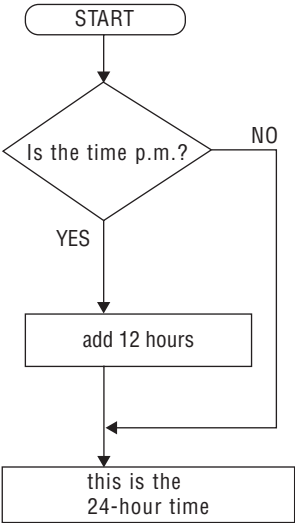 START
Is the time p.m.?
NO
YES
add 12 hours
this is the
24-hour time